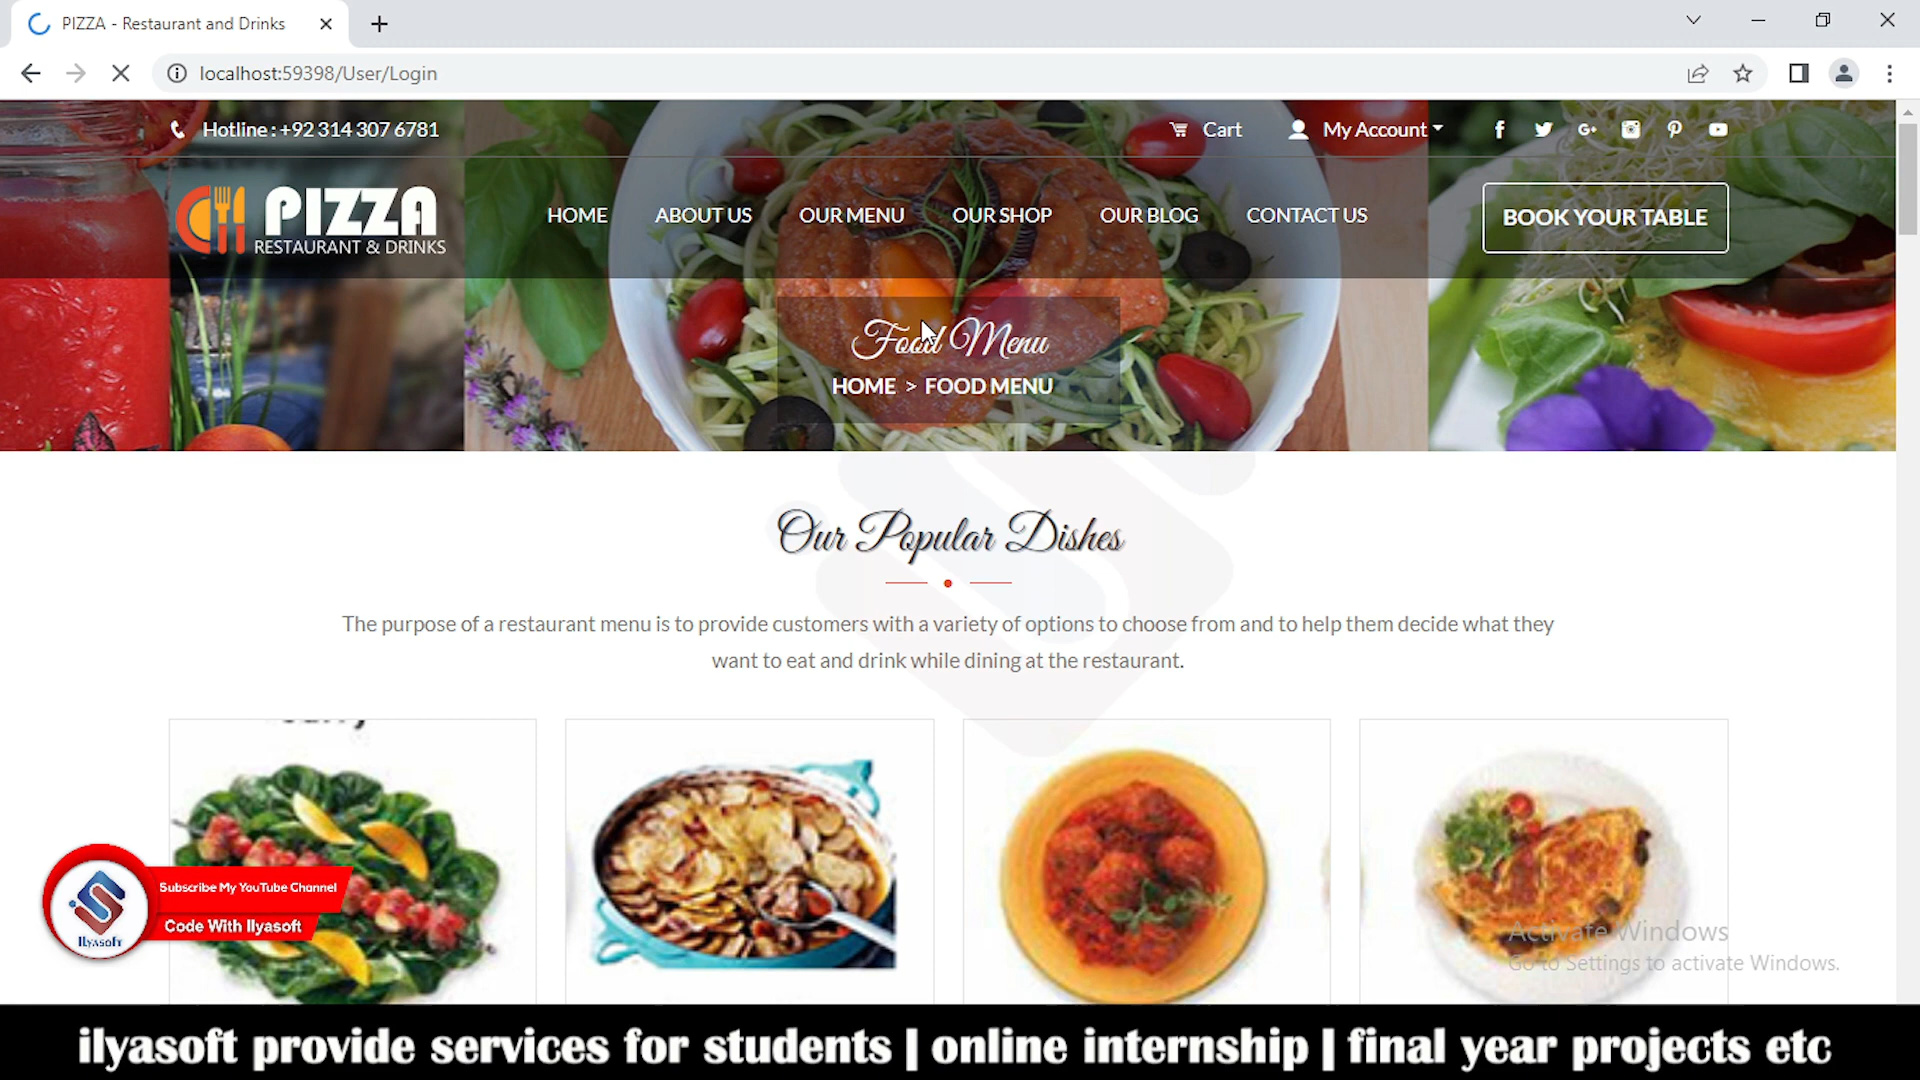 PIZZA - Restaurant and Drinks
localhost:59398/User/Login
Hotline : +92 314 307 6781
Cart
My Account
PIZZA
RESTAURANT & DRINKS
HOME
ABOUT US
OUR MENU
OUR SHOP
OUR BLOG
CONTACT US
BOOK YOUR TABLE
Food Menu
HOME > FOOD MENU
Our Popular Dishes
The purpose of a restaurant menu is to provide customers with a variety of options to choose from and to help them decide what they
want to eat and drink while dining at the restaurant.
Subscribe My YouTube Channel
Code With Ilyasoft
Ilyasoft
Activate Windows
Go to Settings to activate Windows.
ilyasoft provide services for students | online internship | final year projects etc